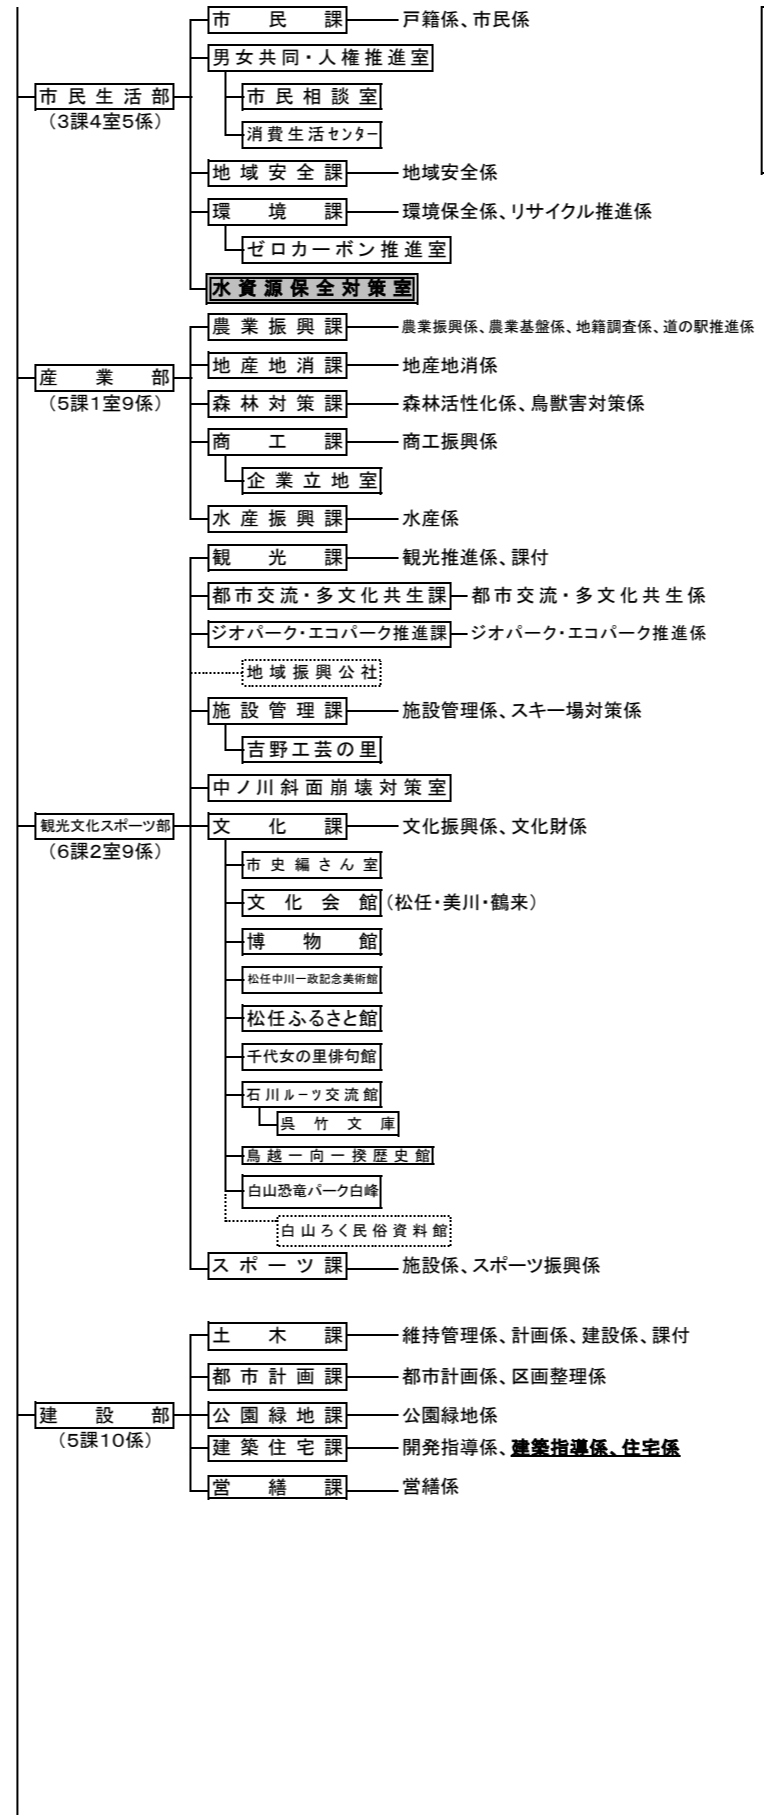 市民課 戸籍係、市民係
男女共同・人権推進室
市民生活部
(3課4室5係)
市民相談室
消費生活センター
地域安全課 地域安全係
環境課 環境保全係、リサイクル推進係
ゼロカーボン推進室
水資源保全対策室
農業振興課 農業振興係、農業基盤係、地籍調査係、道の駅推進係
地産地消課 地産地消係
産業部
(5課1室9係)
森林対策課 森林活性化係、鳥獣害対策係
商工課 商工振興係
企業立地室
水産振興課 水産係
観光課 観光推進係、課付
都市交流・多文化共生課 都市交流・多文化共生係
ジオパーク・エコパーク推進課 ジオパーク・エコパーク推進係
地域振興公社
施設管理課 施設管理係、スキー場対策係
吉野工芸の里
中ノ川斜面崩壊対策室
観光文化スポーツ部
(6課2室9係)
文化課 文化振興係、文化財係
市史編さん室
文化会館(松任・美川・鶴来)
博物館
松任中川一政記念美術館
松任ふるさと館
千代女の里俳句館
石川ルーツ交流館
呉竹文庫
鳥越一向一揆歴史館
白山恐竜パーク白峰
白山ろく民俗資料館
スポーツ課 施設係、スポーツ振興係
土木課 維持管理係、計画係、建設係、課付
都市計画課 都市計画係、区画整理係
建設部
(5課10係)
公園緑地課 公園緑地係
建築住宅課 開発指導係、建築指導係、住宅係
営繕課 営繕係